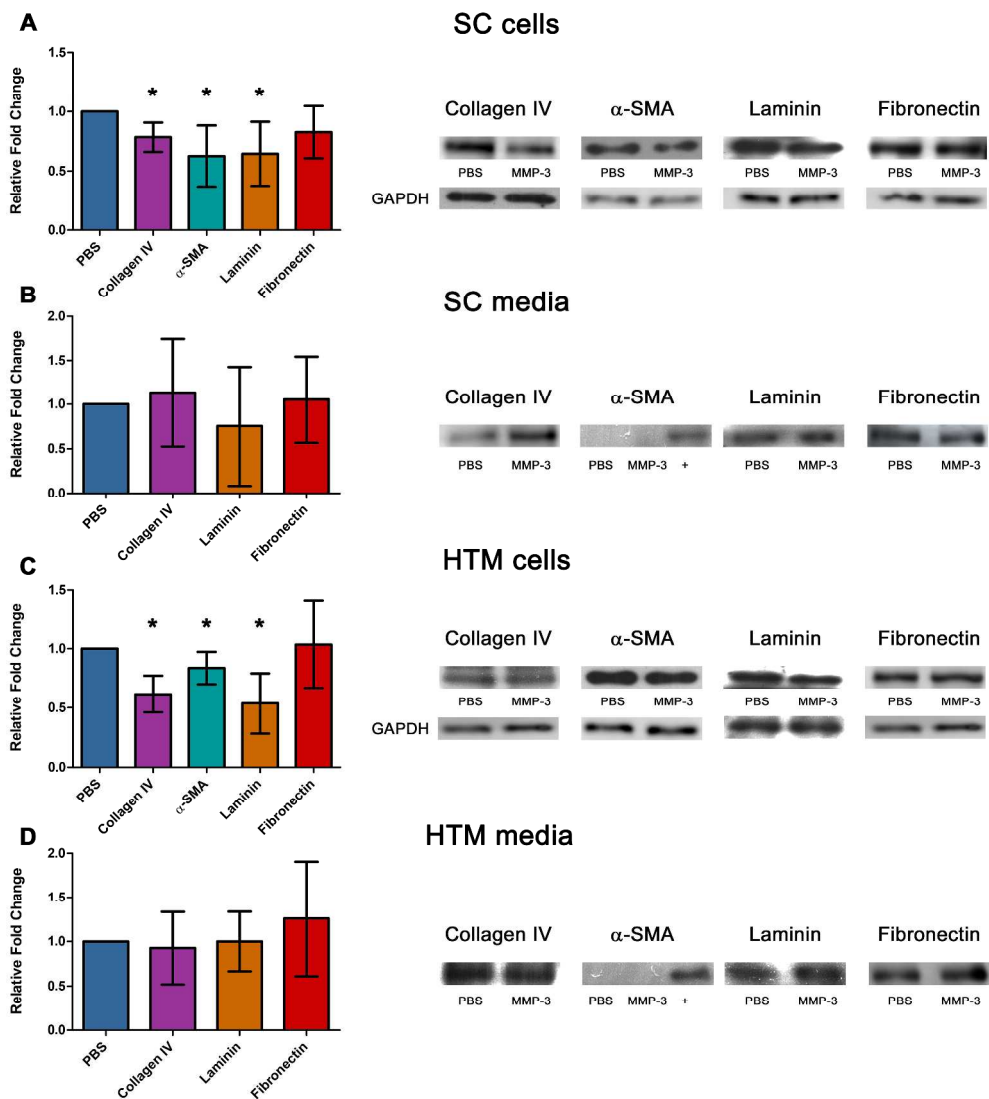 A
SC cells
Relative Fold Change
1.5
1.0
0.5
0.0
* * *
PBS
Collagen IV
α-SMA
Laminin
Fibronectin
Collagen IV α-SMA Laminin Fibronectin
PBS MMP-3 PBS MMP-3 PBS MMP-3 PBS MMP-3
GAPDH
B
SC media
Relative Fold Change
2.0
1.5
1.0
0.5
0.0
PBS
Collagen IV
Laminin
Fibronectin
Collagen IV α-SMA Laminin Fibronectin
PBS MMP-3 PBS MMP-3 + PBS MMP-3 PBS MMP-3
C
HTM cells
Relative Fold Change
1.5
1.0
0.5
0.0
* * *
PBS
Collagen IV
α-SMA
Laminin
Fibronectin
Collagen IV α-SMA Laminin Fibronectin
PBS MMP-3 PBS MMP-3 PBS MMP-3 PBS MMP-3
GAPDH
D
HTM media
Relative Fold Change
2.0
1.5
1.0
0.5
0.0
PBS
Collagen IV
Laminin
Fibronectin
Collagen IV α-SMA Laminin Fibronectin
PBS MMP-3 PBS MMP-3 + PBS MMP-3 PBS MMP-3